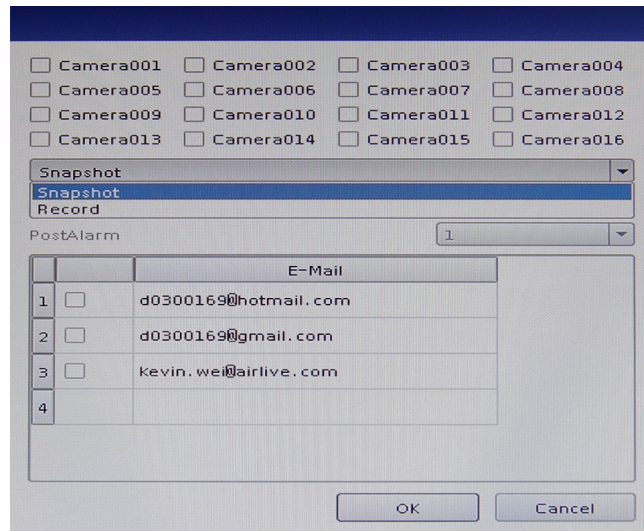 Camera001 Camera002 Camera003 Camera004
Camera005 Camera006 Camera007 Camera008
Camera009 Camera010 Camera011 Camera012
Camera013 Camera014 Camera015 Camera016
Snapshot
Snapshot
Record
PostAlarm 1
E-Mail
1 d0300169@hotmail.com
2 d0300169@gmail.com
3 kevin.wei@airlive.com
4
OK Cancel